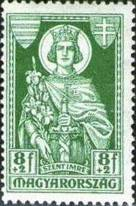 8f +2 SZENT IMRE 8f +2
MAGYARORSZÁG